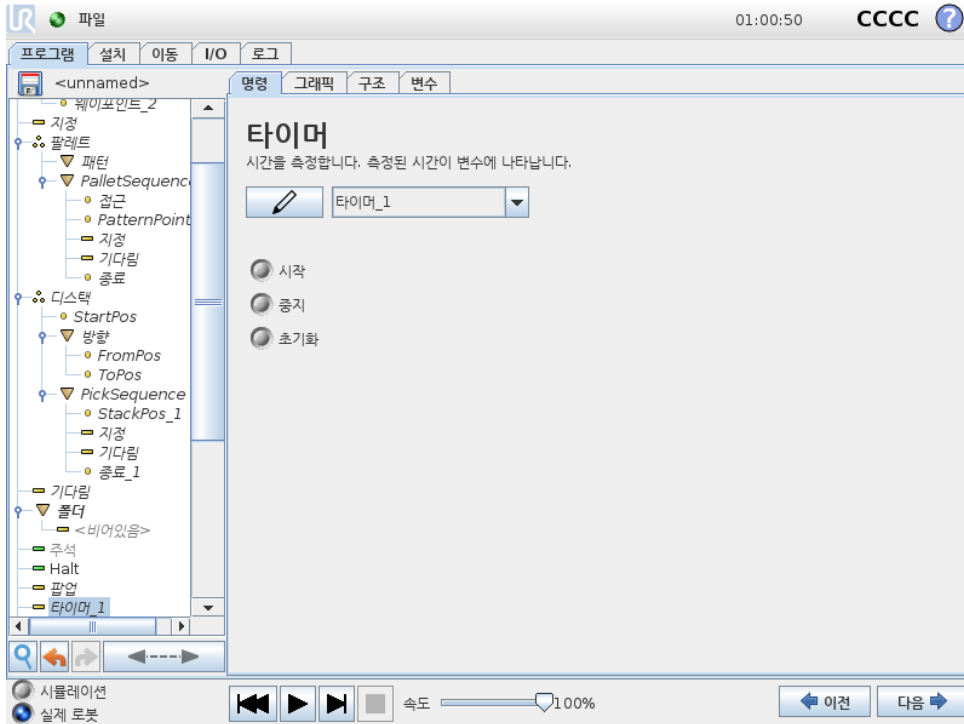 UR 파일 01:00:50 CCCC ?
프로그램 설치 이동 I/O 로그
<unnamed> 명령 그래픽 구조 변수
웨이포인트_2
지정
팔레트
패턴
PalletSequenc
접근
PatternPoint
지정
기다림
종료
디스택
StartPos
방향
FromPos
ToPos
PickSequence
StackPos_1
지정
기다림
종료_1
기다림
폴더
<비어있음>
주석
Halt
팝업
타이머_1
타이머
시간을 측정합니다. 측정된 시간이 변수에 나타납니다.
타이머_1
시작
중지
초기화
시뮬레이션
실제 로봇
속도 100%
이전 다음